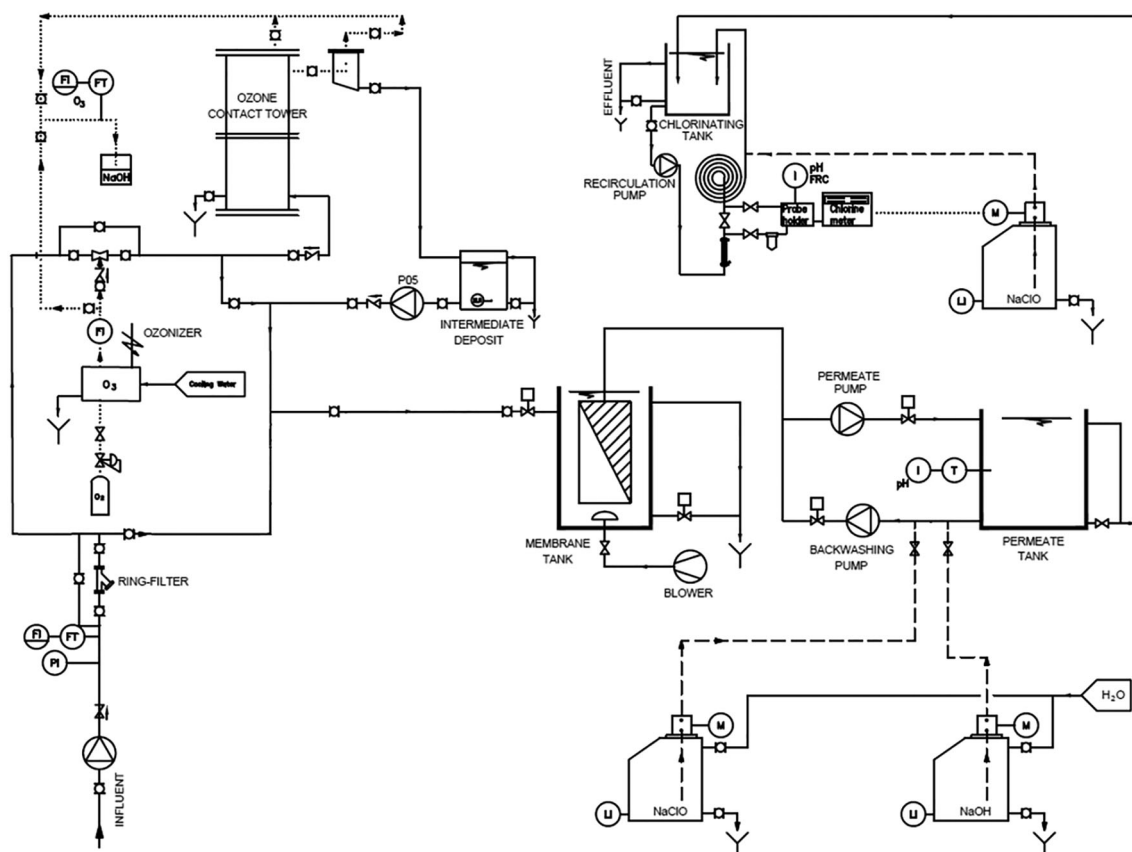 FI
FT
O3
NaOH
OZONE
CONTACT TOWER
EFFLUENT
CHLORINATING
TANK
RECIRCULATION
PUMP
I
pH
FRC
Probe
holder
Chlorine
meter
M
LI
NaClO
P05
INTERMEDIATE
DEPOSIT
FI
OZONIZER
O3
Cooling Water
O2
RING-FILTER
FI
FT
PI
INFLUENT
MEMBRANE
TANK
BLOWER
PERMEATE
PUMP
I
T
pH
BACKWASHING
PUMP
PERMEATE
TANK
H2O
M
LI
NaClO
M
LI
NaOH